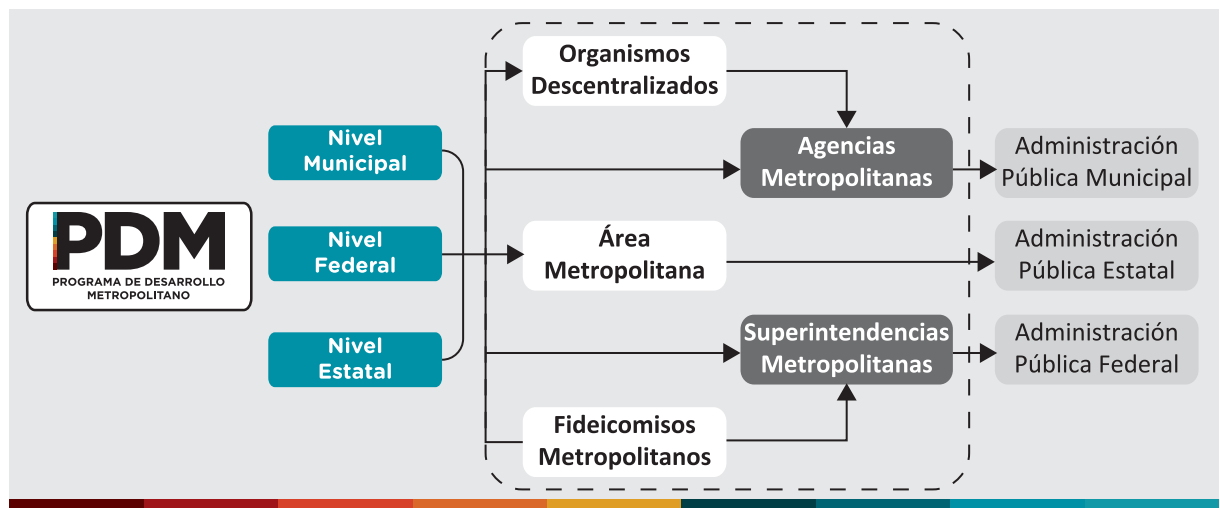 PDM
PROGRAMA DE DESARROLLO
METROPOLITANO
Nivel
Municipal
Nivel
Federal
Nivel
Estatal
Organismos
Descentralizados
Agencias
Metropolitanas
Área
Metropolitana
Superintendencias
Metropolitanas
Fideicomisos
Metropolitanos
Administración
Pública Municipal
Administración
Pública Estatal
Administración
Pública Federal